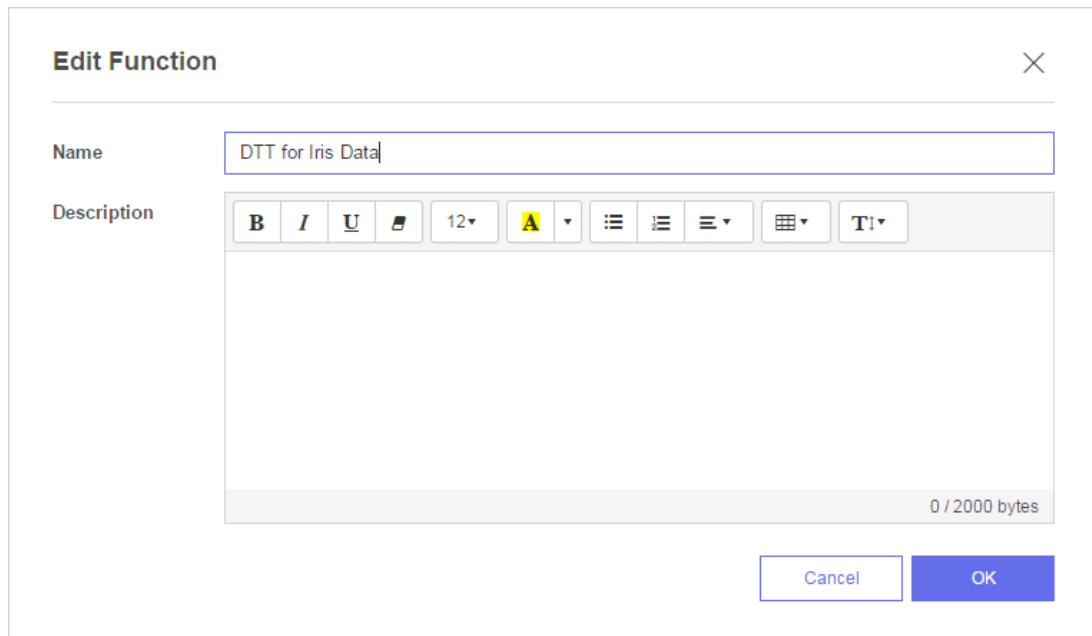 Edit Function
Name
DTT for Iris Data
Description
B I U 12 A T
0 / 2000 bytes
Cancel OK